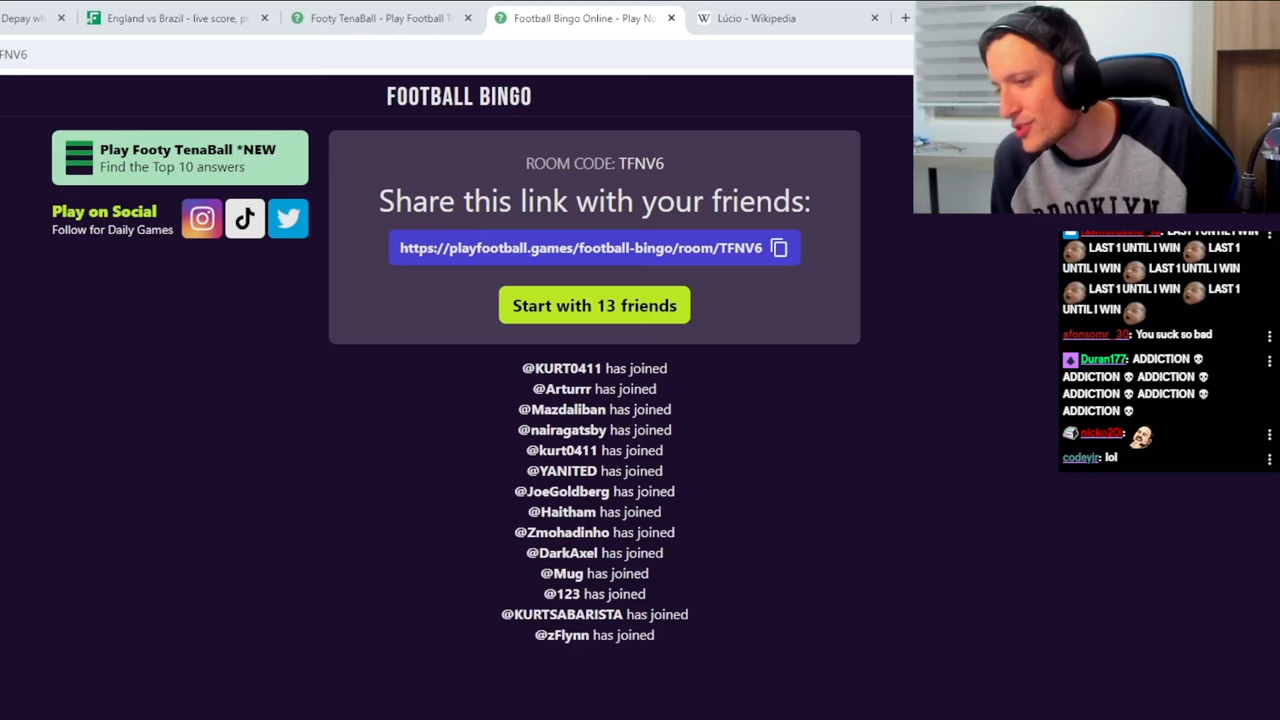 Depay wh
England vs Brazil - live score, pr
Footy TenaBall - Play Football T
Football Bingo Online - Play No
Lúcio - Wikipedia
FNV6
FOOTBALL BINGO
Play Footy TenaBall *NEW
Find the Top 10 answers
Play on Social
Follow for Daily Games
ROOM CODE: TFNV6
Share this link with your friends:
https://playfootball.games/football-bingo/room/TFNV6
Start with 13 friends
@KURT0411 has joined
@Arturrr has joined
@Mazdaliban has joined
@nairagatsby has joined
@kurt0411 has joined
@YANITED has joined
@JoeGoldberg has joined
@Haitham has joined
@Zmohadinho has joined
@DarkAxel has joined
@Mug has joined
@123 has joined
@KURTSABARISTA has joined
@zFlynn has joined
BROOKLYN
LAST 1 UNTIL I WIN
LAST 1 UNTIL I WIN LAST 1
UNTIL I WIN LAST 1 UNTIL I WIN
LAST 1 UNTIL I WIN LAST 1
UNTIL I WIN
afonsomr_30: You suck so bad
Duran177: ADDICTION
ADDICTION ADDICTION
ADDICTION ADDICTION
ADDICTION
nicko20i:
codeyjr: lol